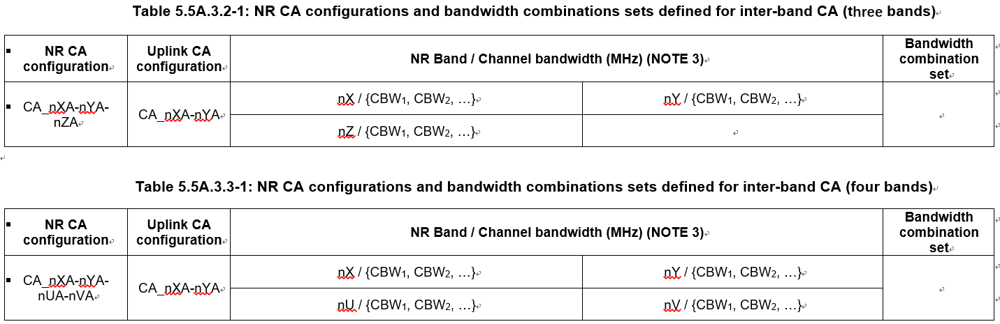 Table 5.5A.3.2-1: NR CA configurations and bandwidth combinations sets defined for inter-band CA (three bands)
NR CA configuration
Uplink CA configuration
NR Band / Channel bandwidth (MHz) (NOTE 3)
Bandwidth combination set
CA_nXA-nYA-
nZA
CA_nXA-nYA
nX / {CBW1, CBW2, …}
nY / {CBW1, CBW2, …}
nZ / {CBW1, CBW2, …}
Table 5.5A.3.3-1: NR CA configurations and bandwidth combinations sets defined for inter-band CA (four bands)
NR CA configuration
Uplink CA configuration
NR Band / Channel bandwidth (MHz) (NOTE 3)
Bandwidth combination set
CA_nXA-nYA-
nUA-nVA
CA_nXA-nYA
nX / {CBW1, CBW2, …}
nY / {CBW1, CBW2, …}
nU / {CBW1, CBW2, …}
nV / {CBW1, CBW2, …}